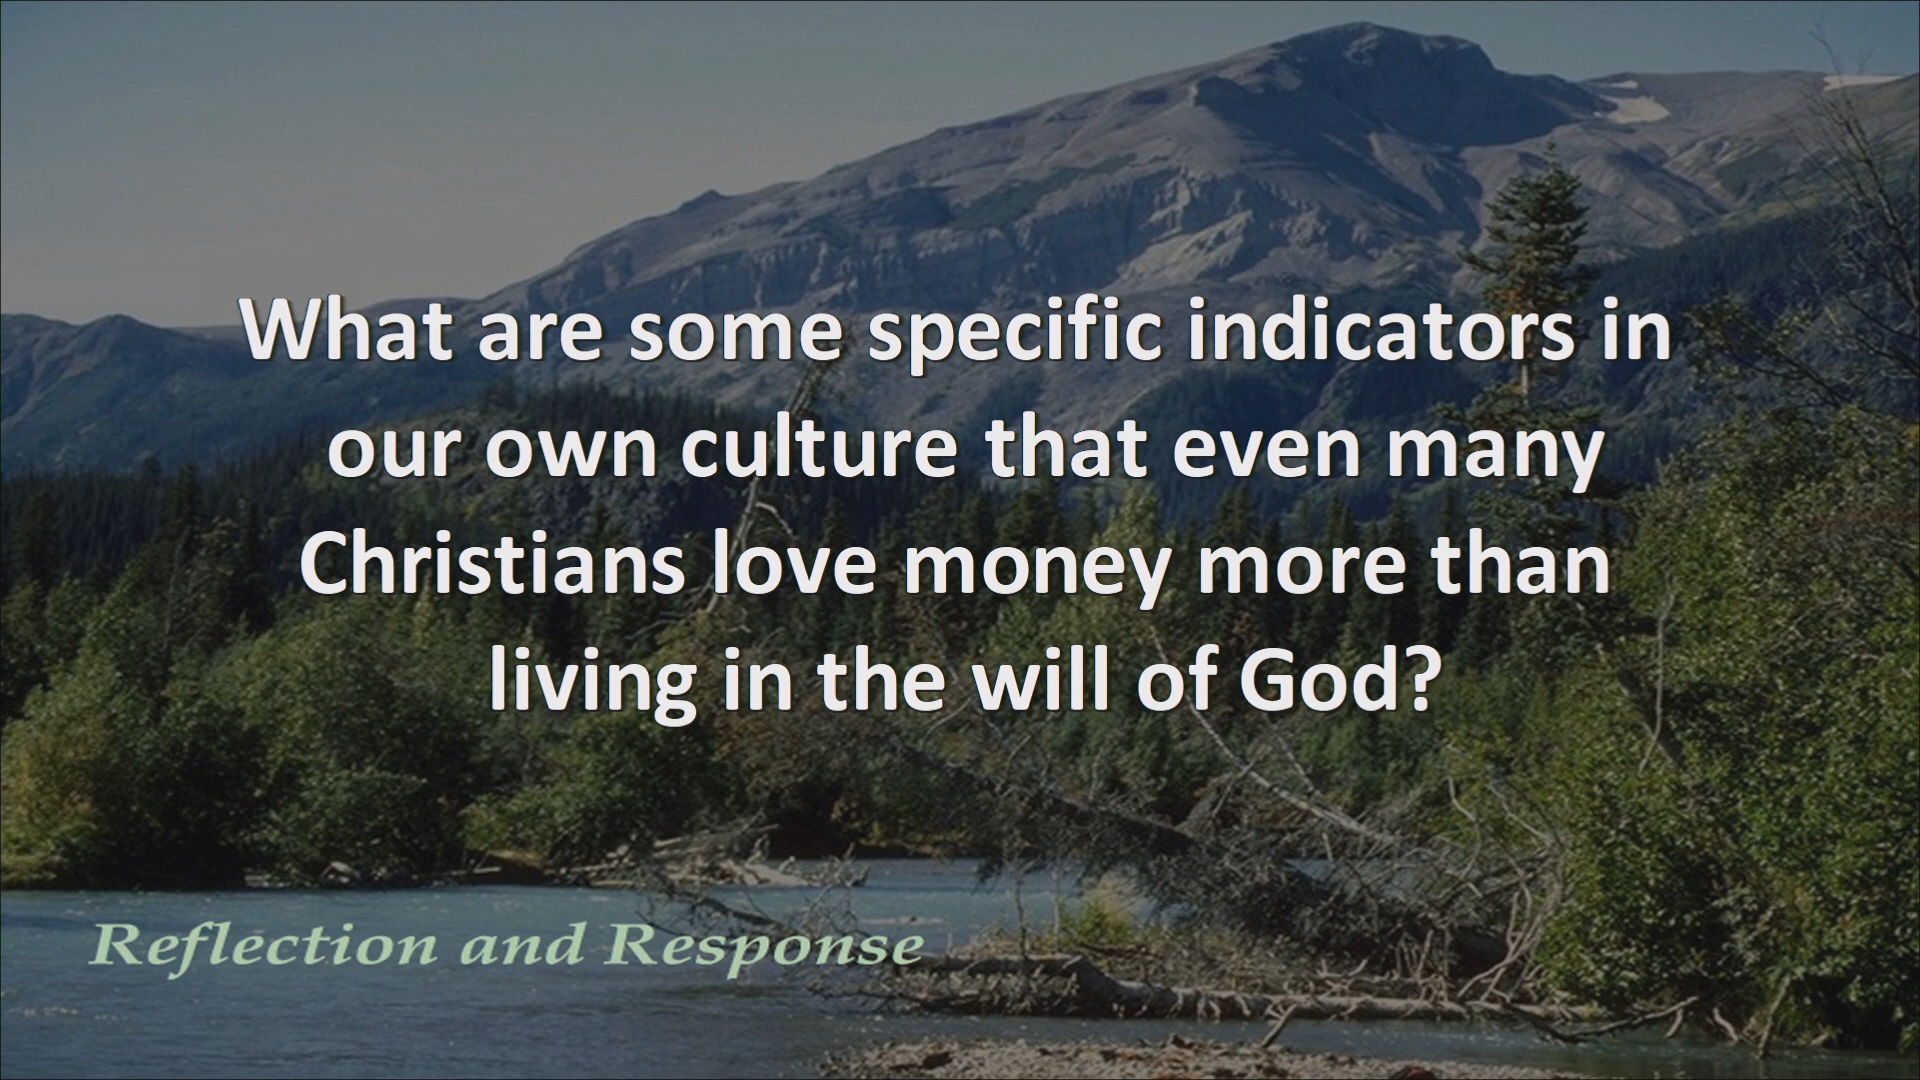 What are some specific indicators in
our own culture that even many
Christians love money more than
living in the will of God?
Reflection and Response